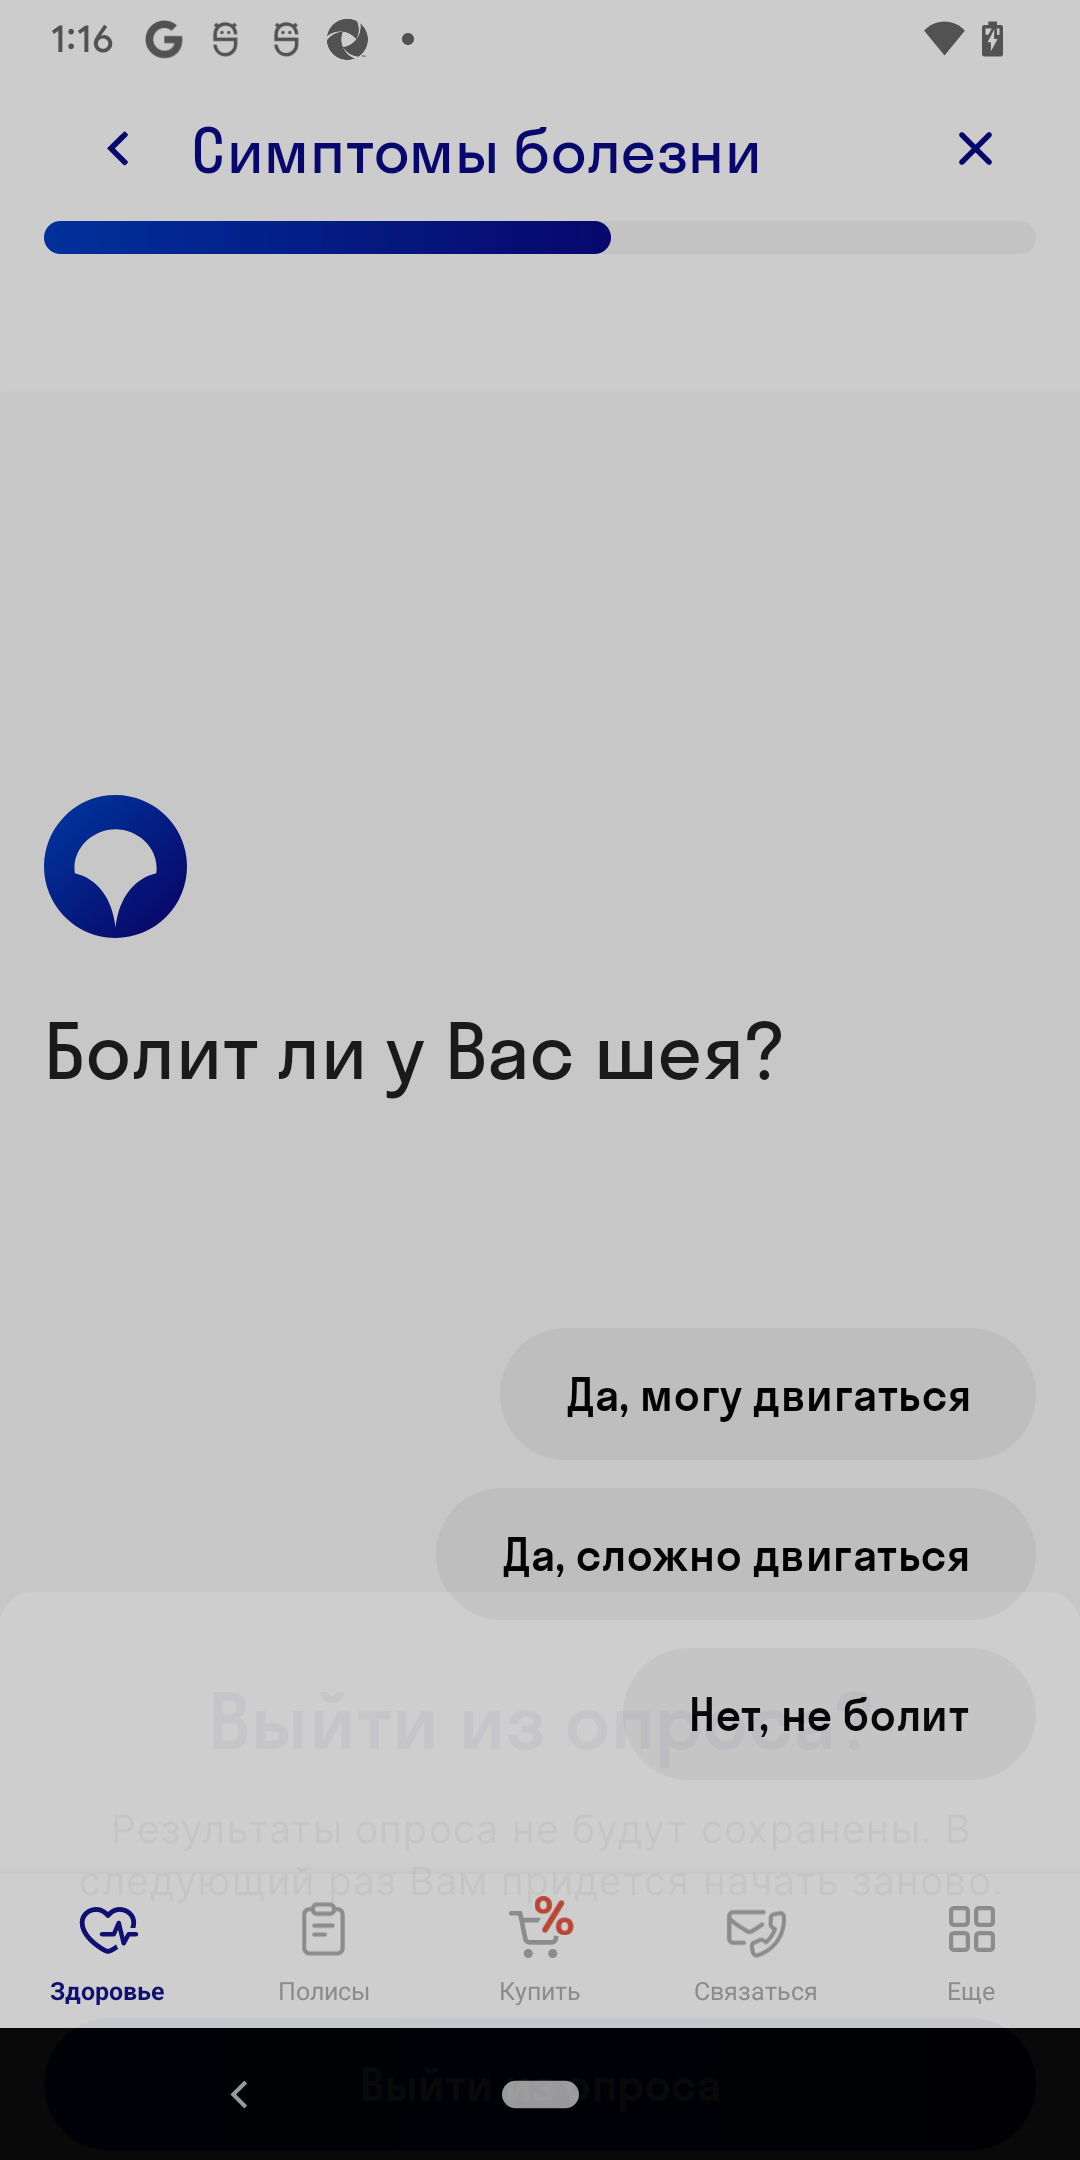 1:16
Симптомы болезни
Болит ли у Вас шея?
Да, могу двигаться
Да, сложно двигаться
Нет, не болит
Выйти из опроса?
Результаты опроса не будут сохранены. В
следующий раз Вам придется начать заново
Здоровье
Полисы
Купить
Связаться
Еще
Выйти из опроса